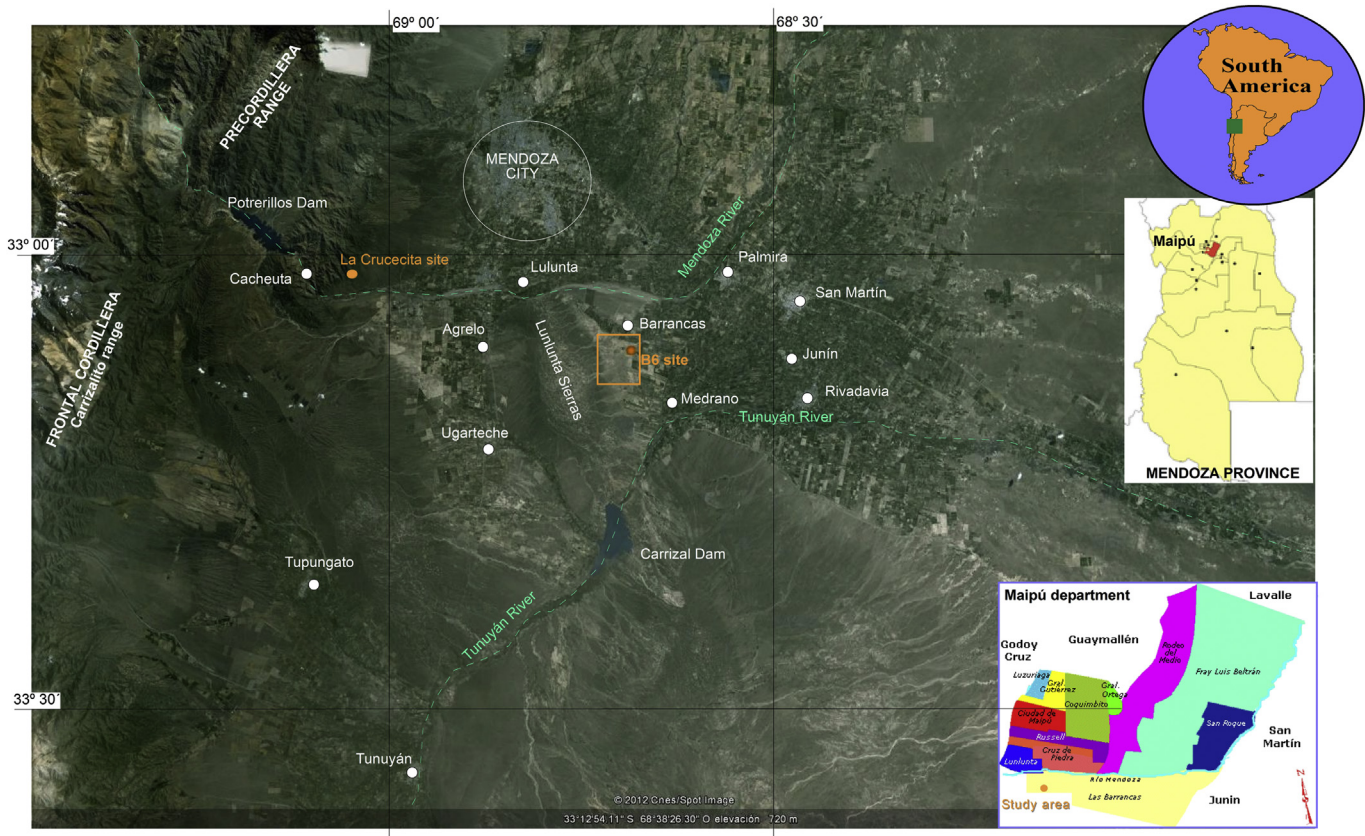 69º 00´
68º 30´
PRECORDILLERA
RANGE
South
America
MENDOZA
CITY
Potrerillos Dam
Mendoza River
33º 00´
La Crucecita site
Cacheuta
Lulunta
Palmira
San Martín
Maipú
FRONTAL CORDILLERA
Carrizalito range
Agrelo
Lunlunta Sierras
Barrancas
B6 site
Junín
Medrano
Rivadavia
Tunuyán River
Ugarteche
MENDOZA PROVINCE
Carrizal Dam
Tupungato
Tunuyán River
33º 30´
Tunuyán
© 2012 Cnes/Spot Image
33°12´54.11" S 68°38´26.30" O elevación 720 m
Maipú department
Lavalle
Guaymallén
Godoy
Cruz
Rodeo
del
Medio
Fray Luis Beltrán
Luzuriaga
Gral.
Gutiérrez
Gral.
Ortega
Coquimbito
Ciudad de
Maipú
San Roque
San
Martín
Russell
Cruz de
Piedra
Lunlunta
Río Mendoza
Las Barrancas
Junin
Study area
N